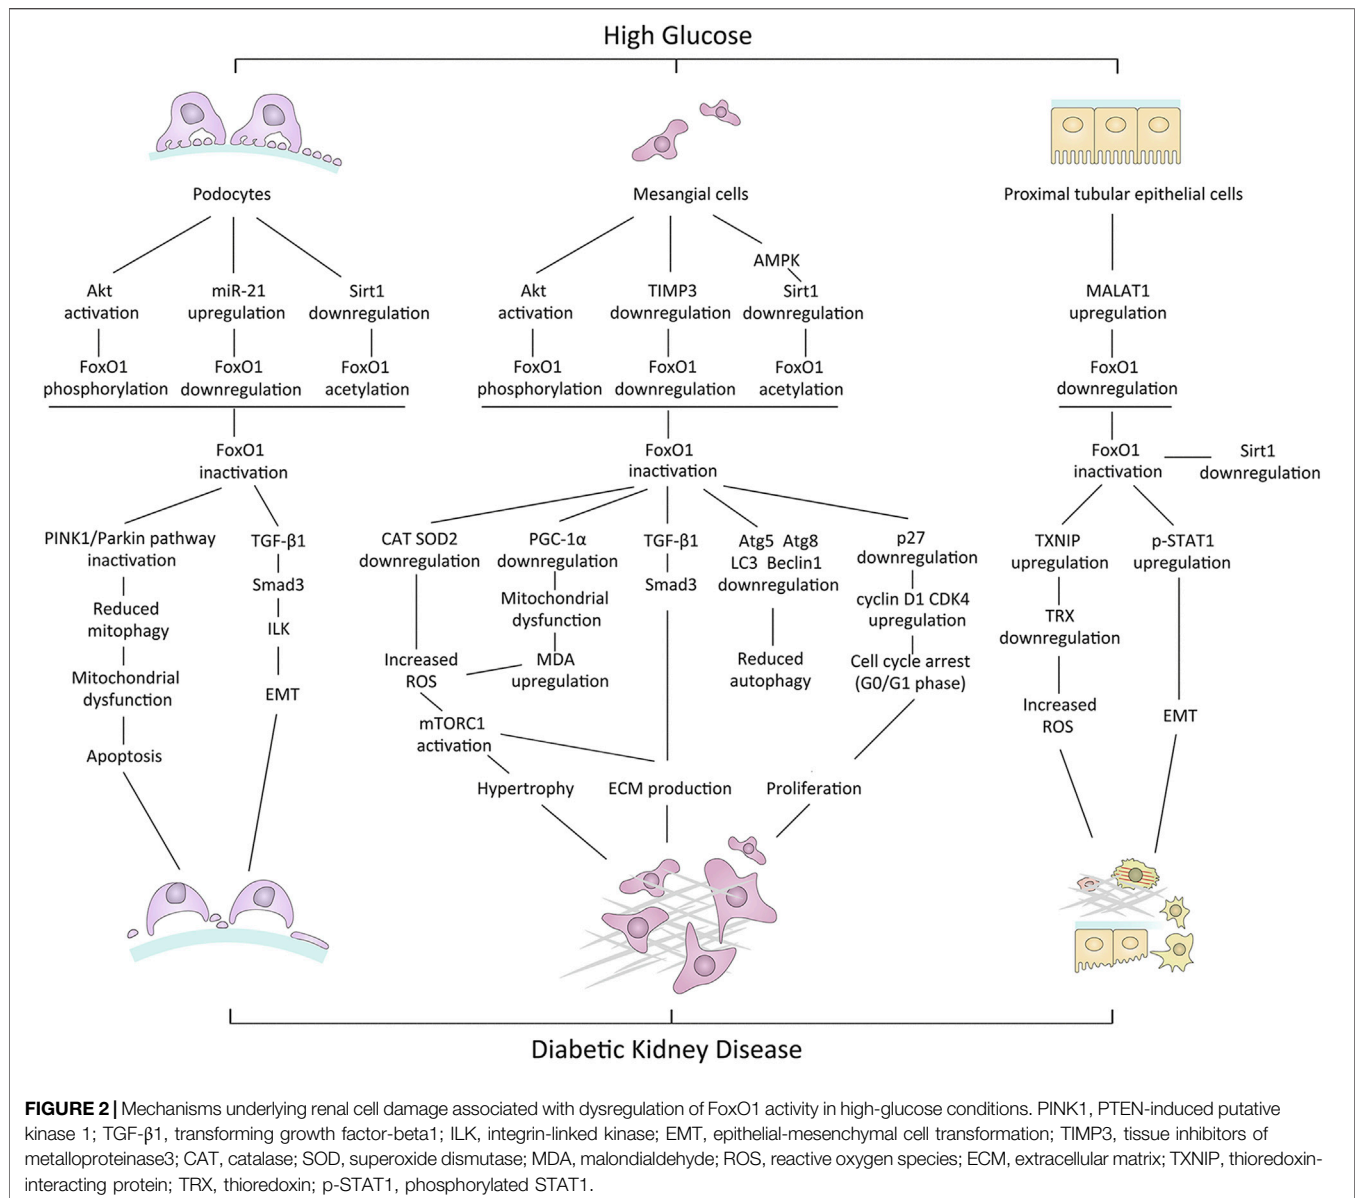 High Glucose
Podocytes
Mesangial cells
Proximal tubular epithelial cells
Akt
activation
miR-21
upregulation
Sirt1
downregulation
AMPK
Akt
activation
TIMP3
downregulation
Sirt1
downregulation
MALAT1
upregulation
FoxO1
phosphorylation
FoxO1
downregulation
FoxO1
acetylation
FoxO1
phosphorylation
FoxO1
downregulation
FoxO1
acetylation
FoxO1
downregulation
FoxO1
inactivation
FoxO1
inactivation
FoxO1
inactivation
Sirt1
downregulation
PINK1/Parkin pathway
inactivation
Reduced
mitophagy
Mitochondrial
dysfunction
Apoptosis
TGF-β1
Smad3
ILK
EMT
CAT SOD2
downregulation
Increased
ROS
mTORC1
activation
Hypertrophy
PGC-1α
downregulation
Mitochondrial
dysfunction
MDA
upregulation
TGF-β1
Smad3
ECM production
Atg5 Atg8
LC3 Beclin1
downregulation
Reduced
autophagy
p27
downregulation
cyclin D1 CDK4
upregulation
Cell cycle arrest
(G0/G1 phase)
Proliferation
TXNIP
upregulation
TRX
downregulation
Increased
ROS
p-STAT1
upregulation
EMT
Diabetic Kidney Disease
FIGURE 2 | Mechanisms underlying renal cell damage associated with dysregulation of FoxO1 activity in high-glucose conditions. PINK1, PTEN-induced putative
kinase 1; TGF-β1, transforming growth factor-beta1; ILK, integrin-linked kinase; EMT, epithelial-mesenchymal cell transformation; TIMP3, tissue inhibitors of
metalloproteinase3; CAT, catalase; SOD, superoxide dismutase; MDA, malondialdehyde; ROS, reactive oxygen species; ECM, extracellular matrix; TXNIP, thioredoxin-
interacting protein; TRX, thioredoxin; p-STAT1, phosphorylated STAT1.